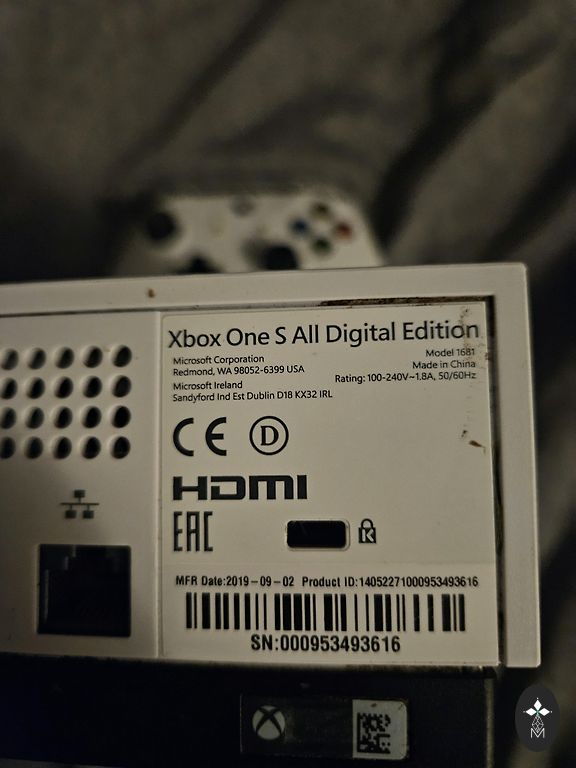 Xbox One S All Digital Edition
Microsoft Corporation
Redmond, WA 98052-6399 USA
Microsoft Ireland
Sandyford Ind Est Dublin D18 KX32 IRL
Model 1681
Made in China
Rating: 100-240V~1.8A, 50/60Hz
CE D
HDMI
EAC
K
MFR Date:2019-09-02 Product ID:14052271000953493616
SN:000953493616
M